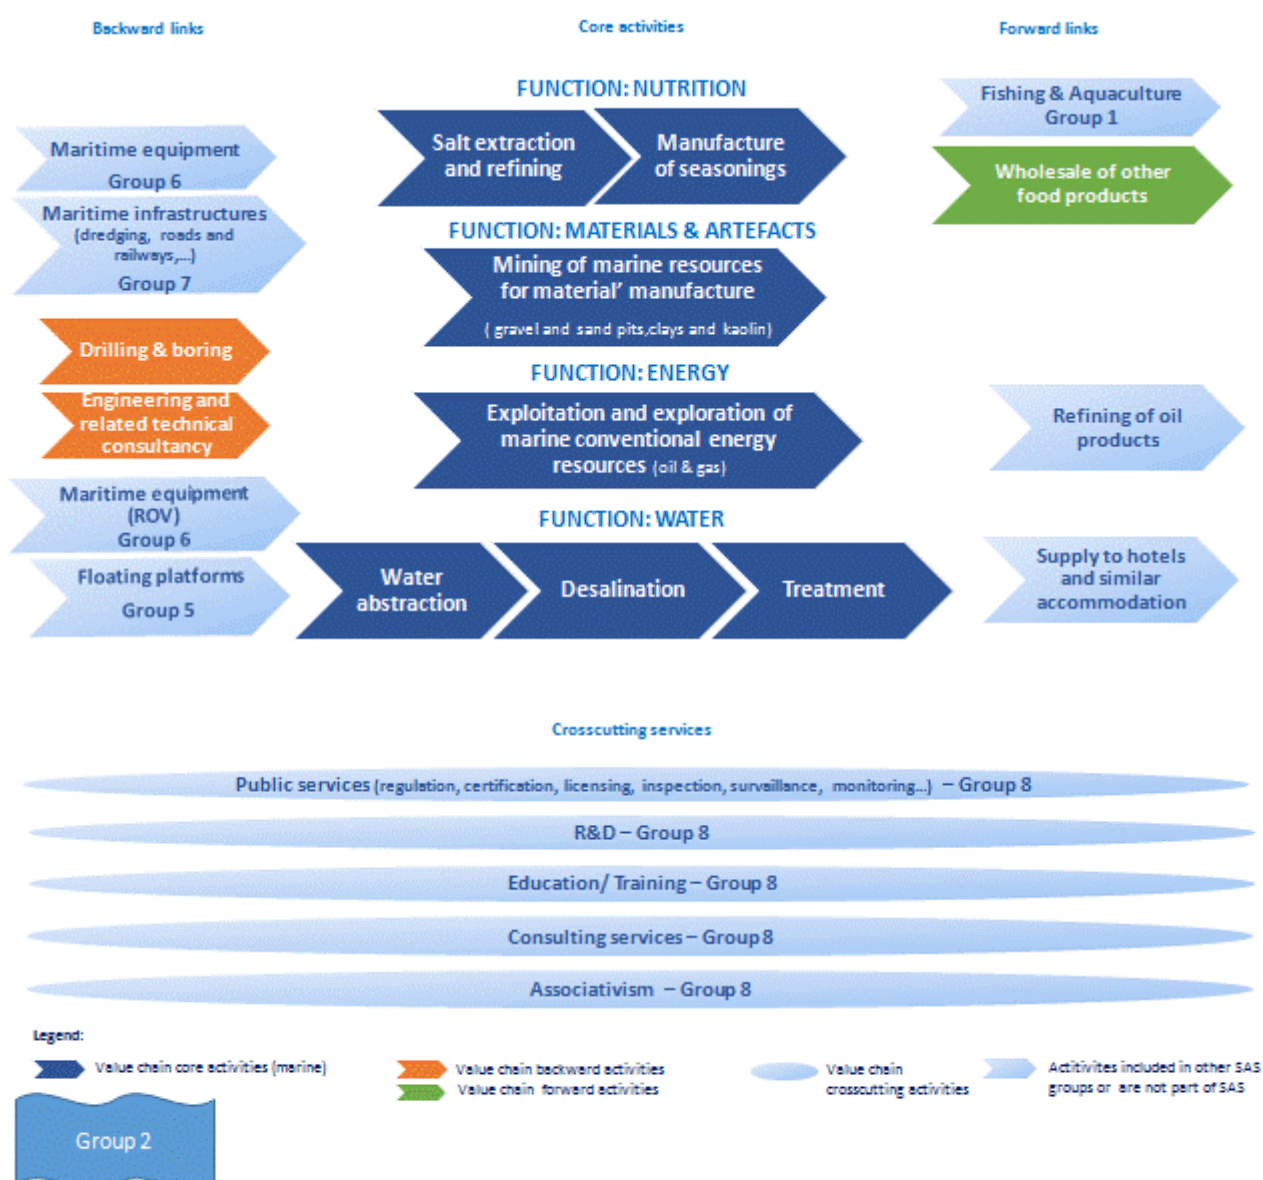 Backward links
Core activities
Forward links
FUNCTION: NUTRITION
Salt extraction
and refining
Manufacture
of seasonings
Fishing & Aquaculture
Group 1
Wholesale of other
food products
Maritime equipment
Group 6
Maritime infrastructures
(dredging, roads and
railways,...)
Group 7
FUNCTION: MATERIALS & ARTEFACTS
Mining of marine resources
for material' manufacture
( gravel and sand pits,clays and kaolin)
Drilling & boring
Engineering and
related technical
consultancy
FUNCTION: ENERGY
Exploitation and exploration of
marine conventional energy
resources (oil & gas)
Refining of oil
products
Maritime equipment
(ROV)
Group 6
Floating platforms
Group 5
FUNCTION: WATER
Water
abstraction
Desalination
Treatment
Supply to hotels
and similar
accommodation
Crosscutting services
Public services (regulation, certification, licensing, inspection, survaillance, monitoring...) – Group 8
R&D – Group 8
Education/ Training – Group 8
Consulting services – Group 8
Associativism – Group 8
Legend:
Value chain core activities (marine)
Value chain backward activities
Value chain forward activities
Value chain
crosscutting activities
Actitivites included in other SAS
groups or are not part of SAS
Group 2